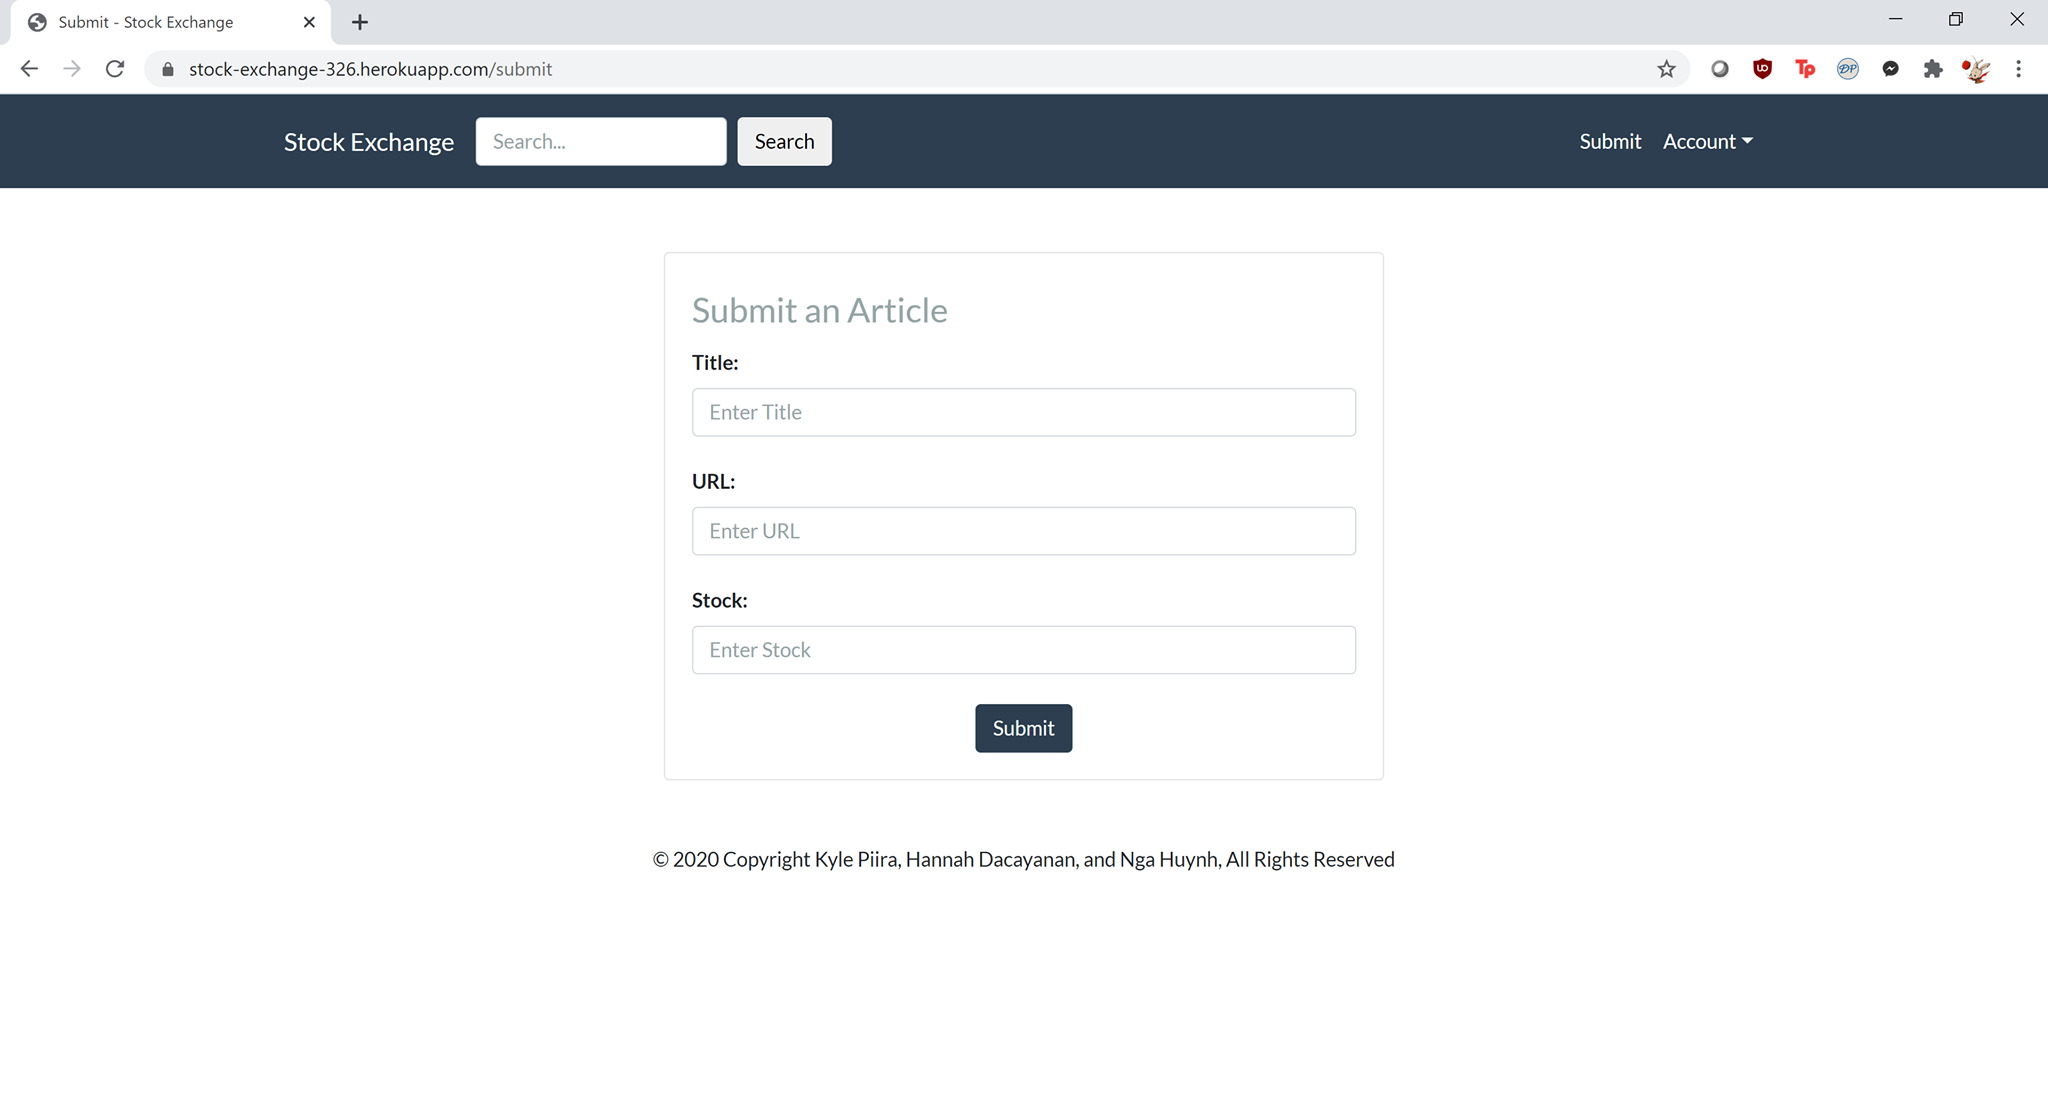 Submit - Stock Exchange
stock-exchange-326.herokuapp.com/submit
Stock Exchange
Search...
Search
Submit
Account
Submit an Article
Title:
Enter Title
URL:
Enter URL
Stock:
Enter Stock
Submit
© 2020 Copyright Kyle Piira, Hannah Dacayanan, and Nga Huynh, All Rights Reserved